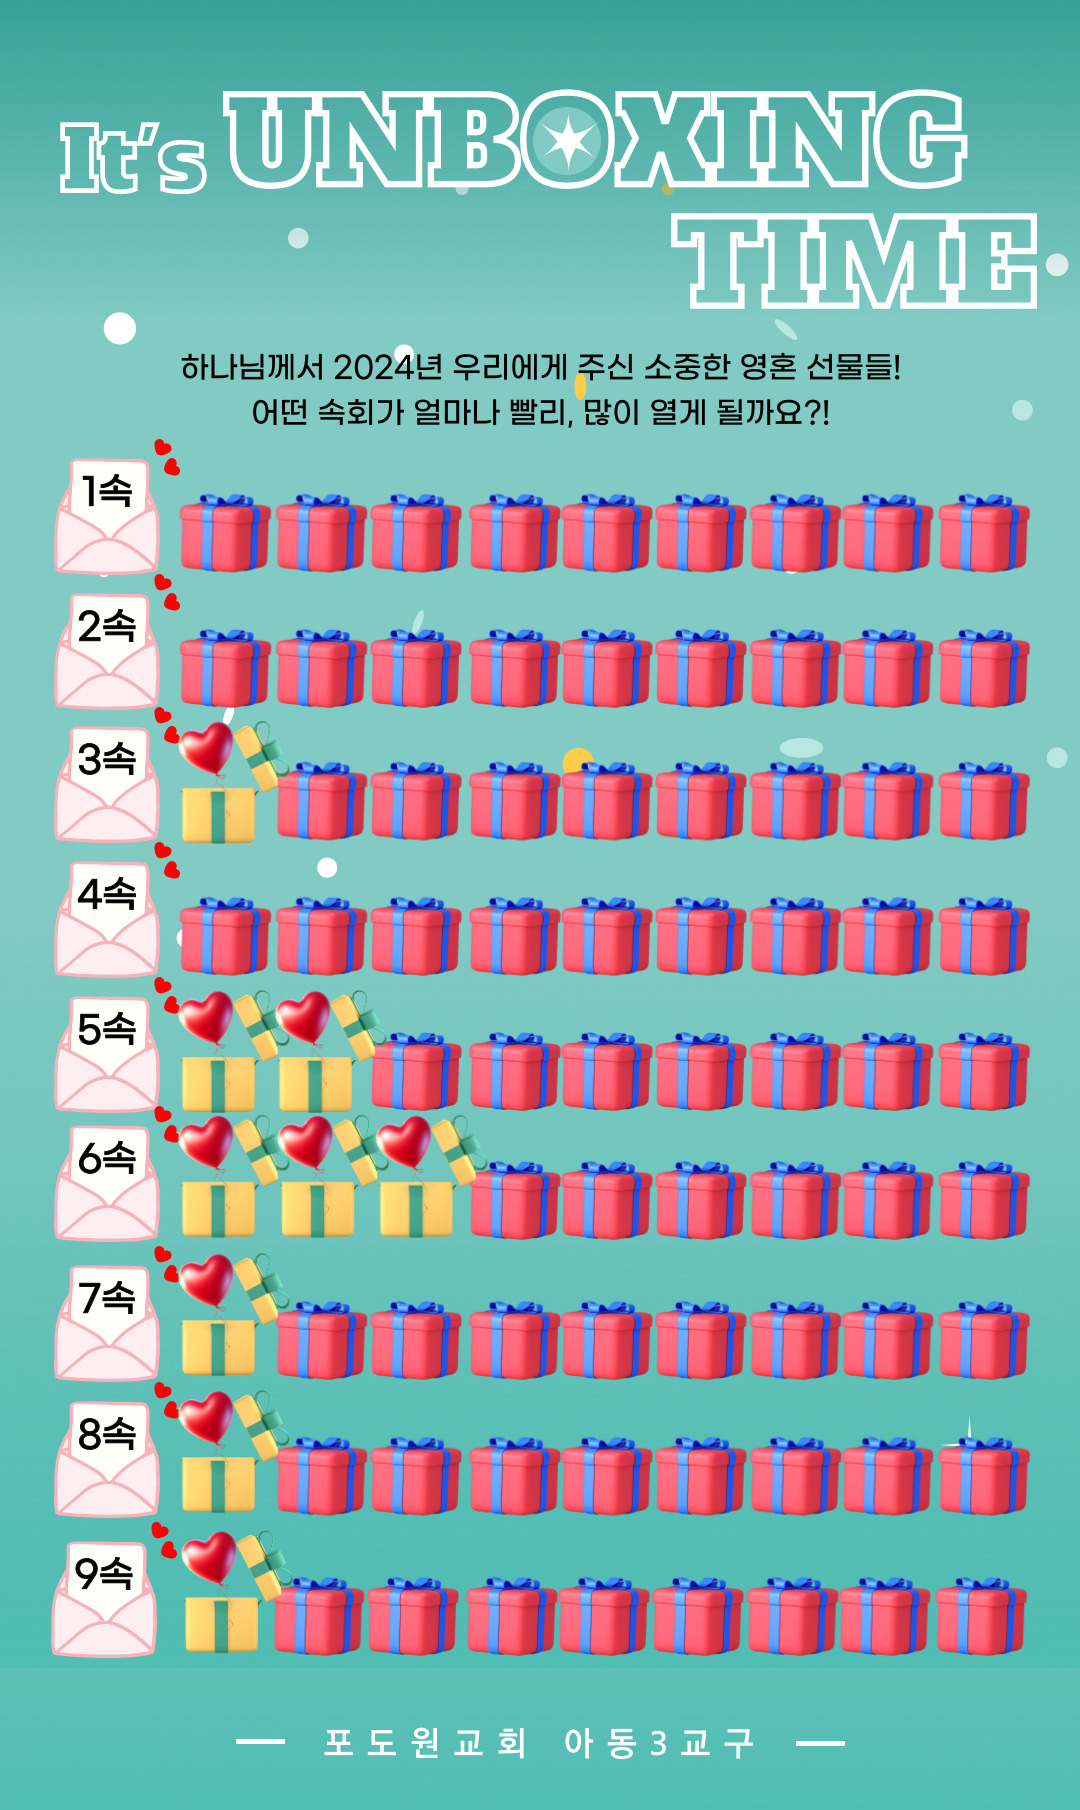 It's UNBOXING
TIME
하나님께서 2024년 우리에게 주신 소중한 영혼 선물들!
어떤 속회가 얼마나 빨리, 많이 열게 될까요?!
1속
2속
3속
4속
5속
6속
7속
8속
9속
포도원교회 아동3교구